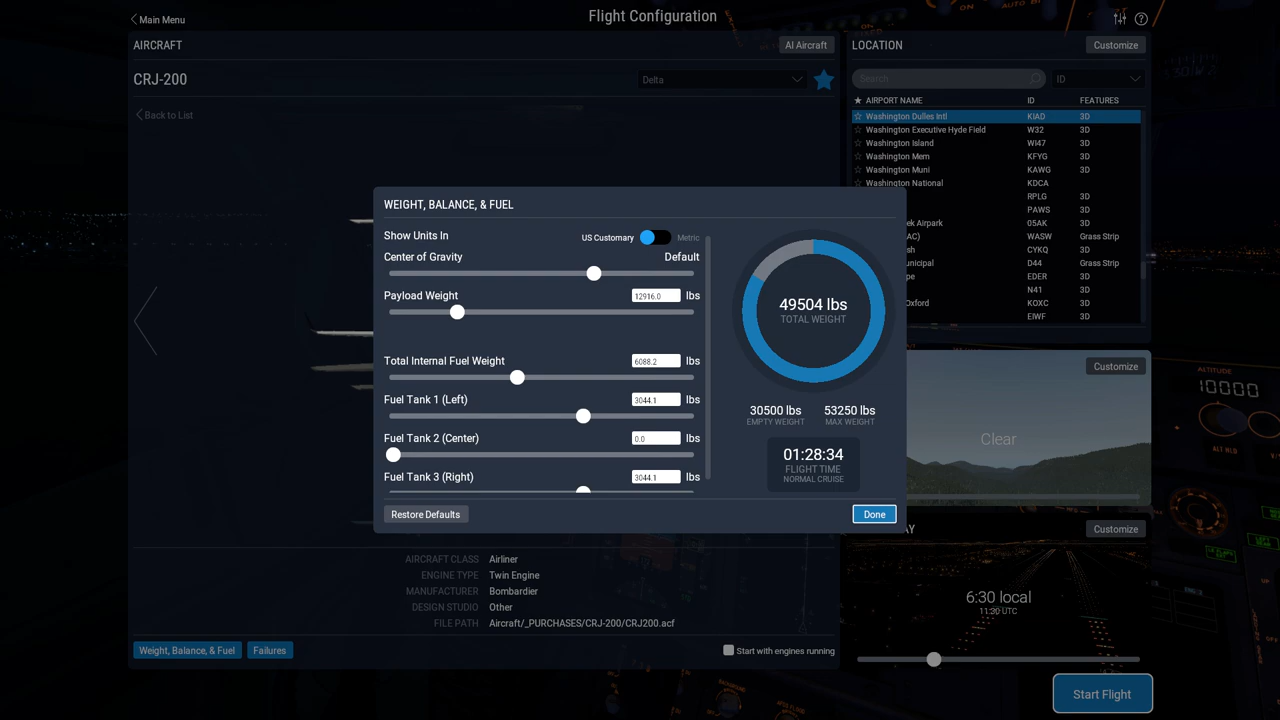 Main Menu
Flight Configuration
AIRCRAFT
AI Aircraft
CRJ-200
Delta
Back to List
WEIGHT, BALANCE, & FUEL
Show Units In
US Customary
Metric
Center of Gravity
Default
Payload Weight
12916.0
lbs
Total Internal Fuel Weight
6088.2
lbs
Fuel Tank 1 (Left)
3044.1
lbs
Fuel Tank 2 (Center)
0.0
lbs
Fuel Tank 3 (Right)
3044.1
lbs
49504 lbs
TOTAL WEIGHT
30500 lbs
EMPTY WEIGHT
53250 lbs
MAX WEIGHT
01:28:34
FLIGHT TIME
NORMAL CRUISE
Restore Defaults
Done
AIRCRAFT CLASS Airliner
ENGINE TYPE Twin Engine
MANUFACTURER Bombardier
DESIGN STUDIO Other
FILE PATH Aircraft/_PURCHASES/CRJ-200/CRJ200.acf
Weight, Balance, & Fuel
Failures
Start with engines running
LOCATION
Customize
Search
ID
AIRPORT NAME ID FEATURES
Washington Dulles Intl KIAD 3D
Washington Executive Hyde Field W32 3D
Washington Island WI47 3D
Washington Mem KFYG 3D
Washington Muni KAWG 3D
Washington National KDCA
RPLG 3D
PAWS 3D
ek Airpark 05AK 3D
AC) WASW Grass Strip
sh CYKQ 3D
unicipal D44 Grass Strip
pe EDER 3D
N41 3D
Oxford KOXC 3D
EIWF 3D
Customize
Clear
AY
Customize
6:30 local
11:30 UTC
Start Flight
ALTITUDE
10000
ALT HLD
ON